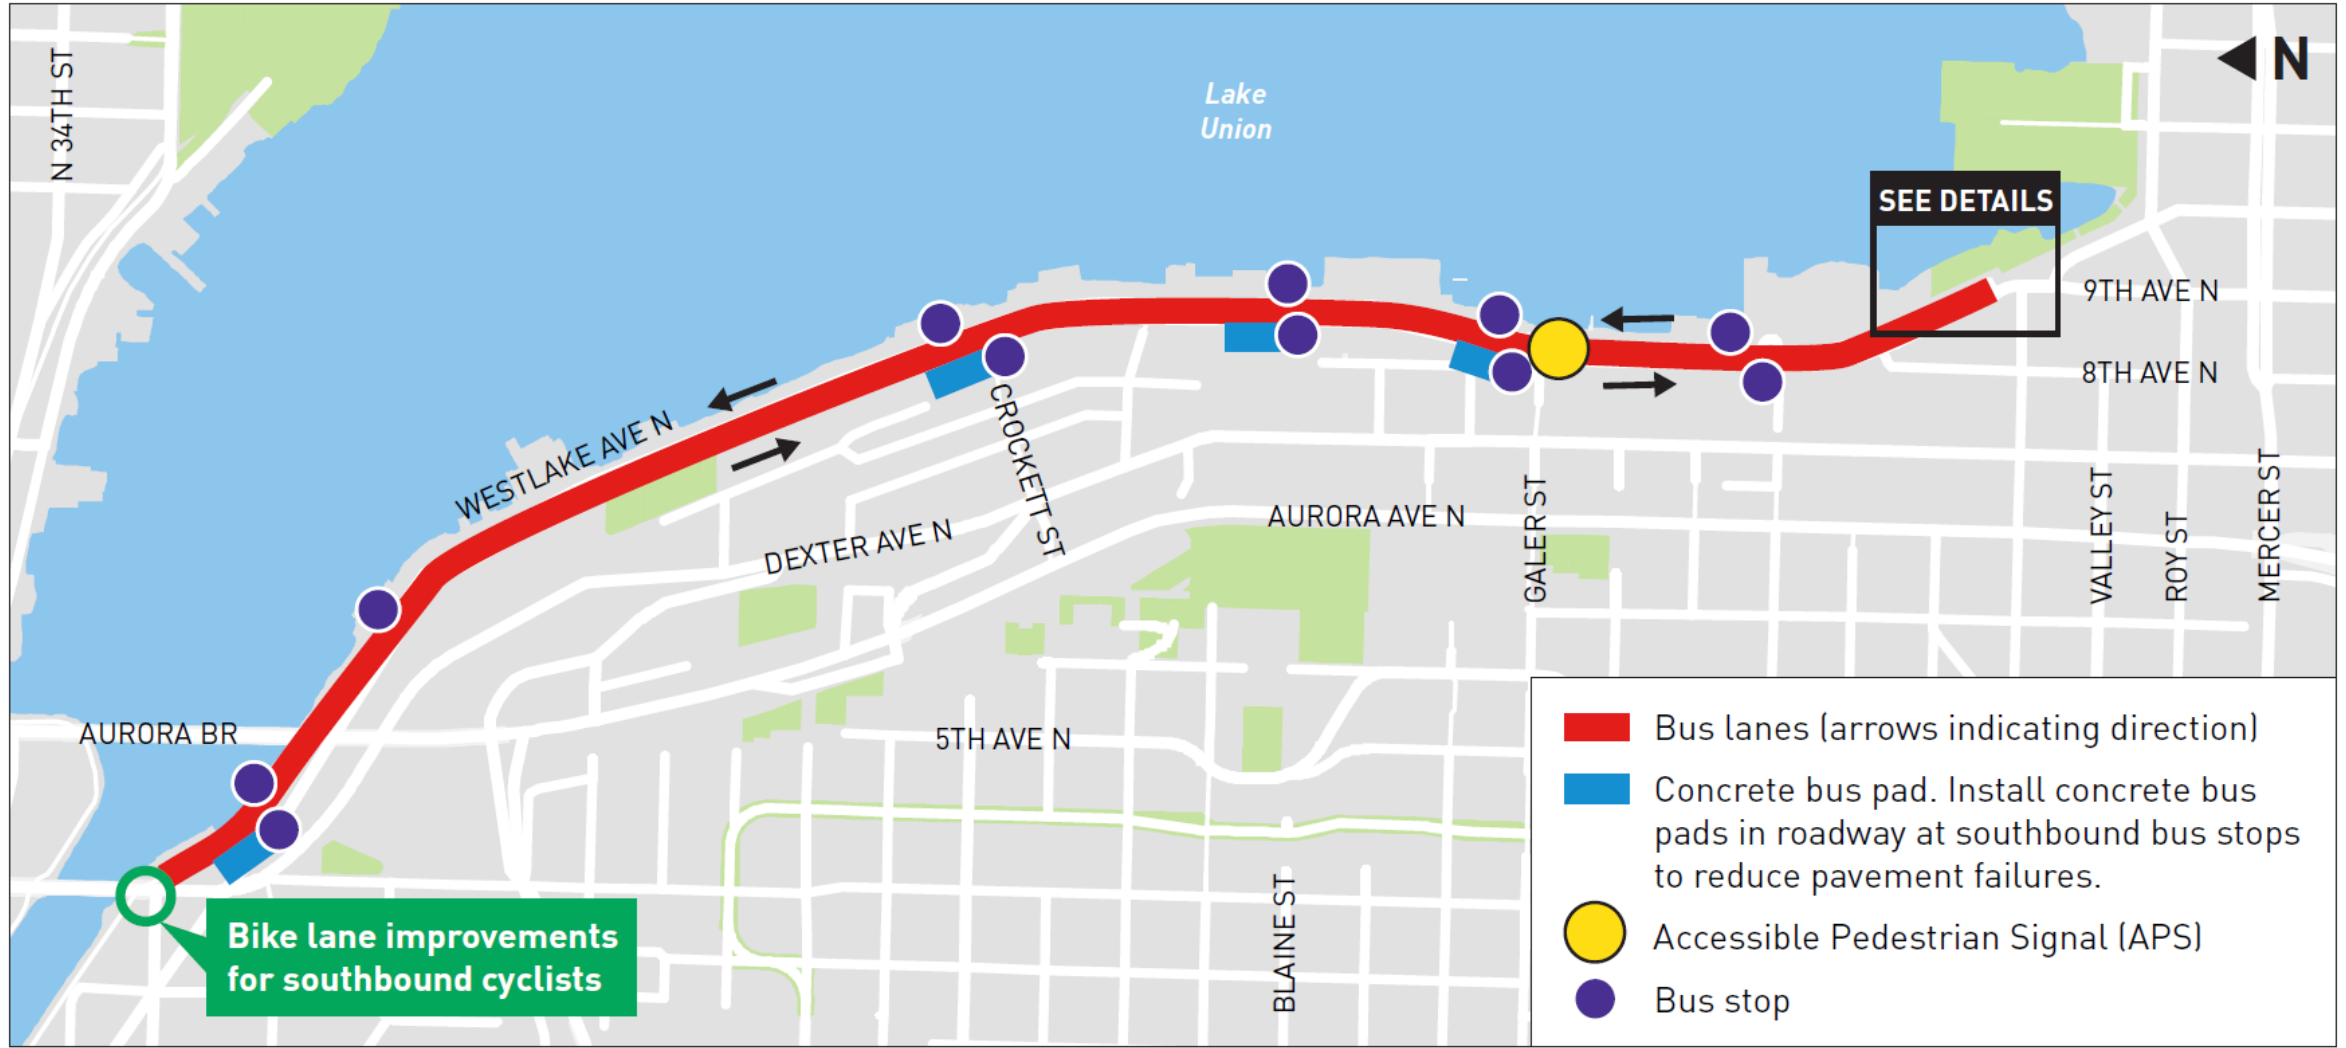 N 34TH ST
Lake
Union
N
SEE DETAILS
9TH AVE N
8TH AVE N
WESTLAKE AVE N
CROCKETT ST
DEXTER AVE N
AURORA AVE N
GALER ST
VALLEY ST
ROY ST
MERCER ST
AURORA BR
5TH AVE N
BLAINE ST
Bike lane improvements
for southbound cyclists
Bus lanes (arrows indicating direction)
Concrete bus pad. Install concrete bus
pads in roadway at southbound bus stops
to reduce pavement failures.
Accessible Pedestrian Signal (APS)
Bus stop